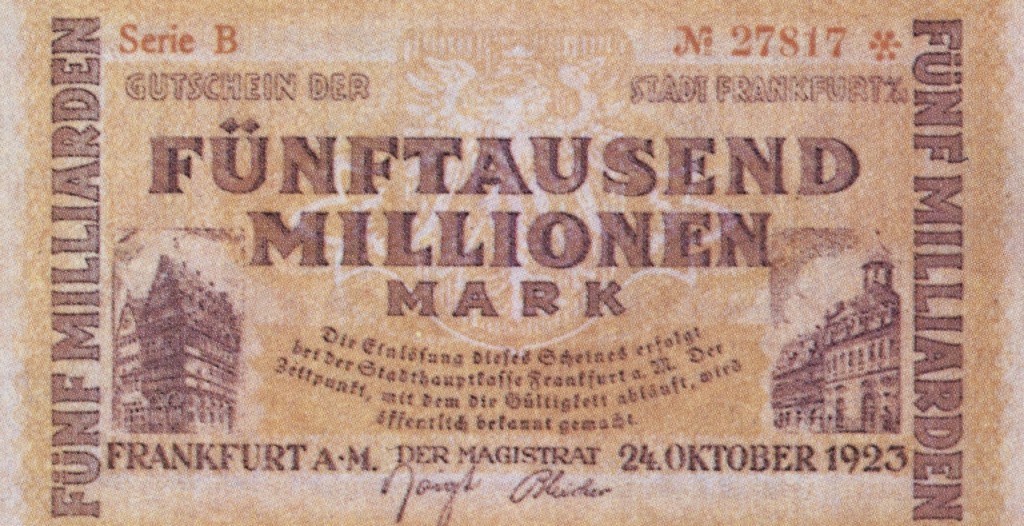 Serie B
№ 27817 *
GUTSCHEIN DER
STADT FRANKFURT a/M
FÜNFTAUSEND
MILLIONEN
MARK
Die Einlösung dieses Scheines erfolgt
bei der Stadthauptkasse Frankfurt a. M. Der
Zeitpunkt, mit dem die Gültigkeit abläuft, wird
öffentlich bekannt gemacht.
FRANKFURT A·M. DER MAGISTRAT 24.OKTOBER 1923
Voigt Bleicher
FÜNF MILLIARDEN
FÜNF MILLIARDEN